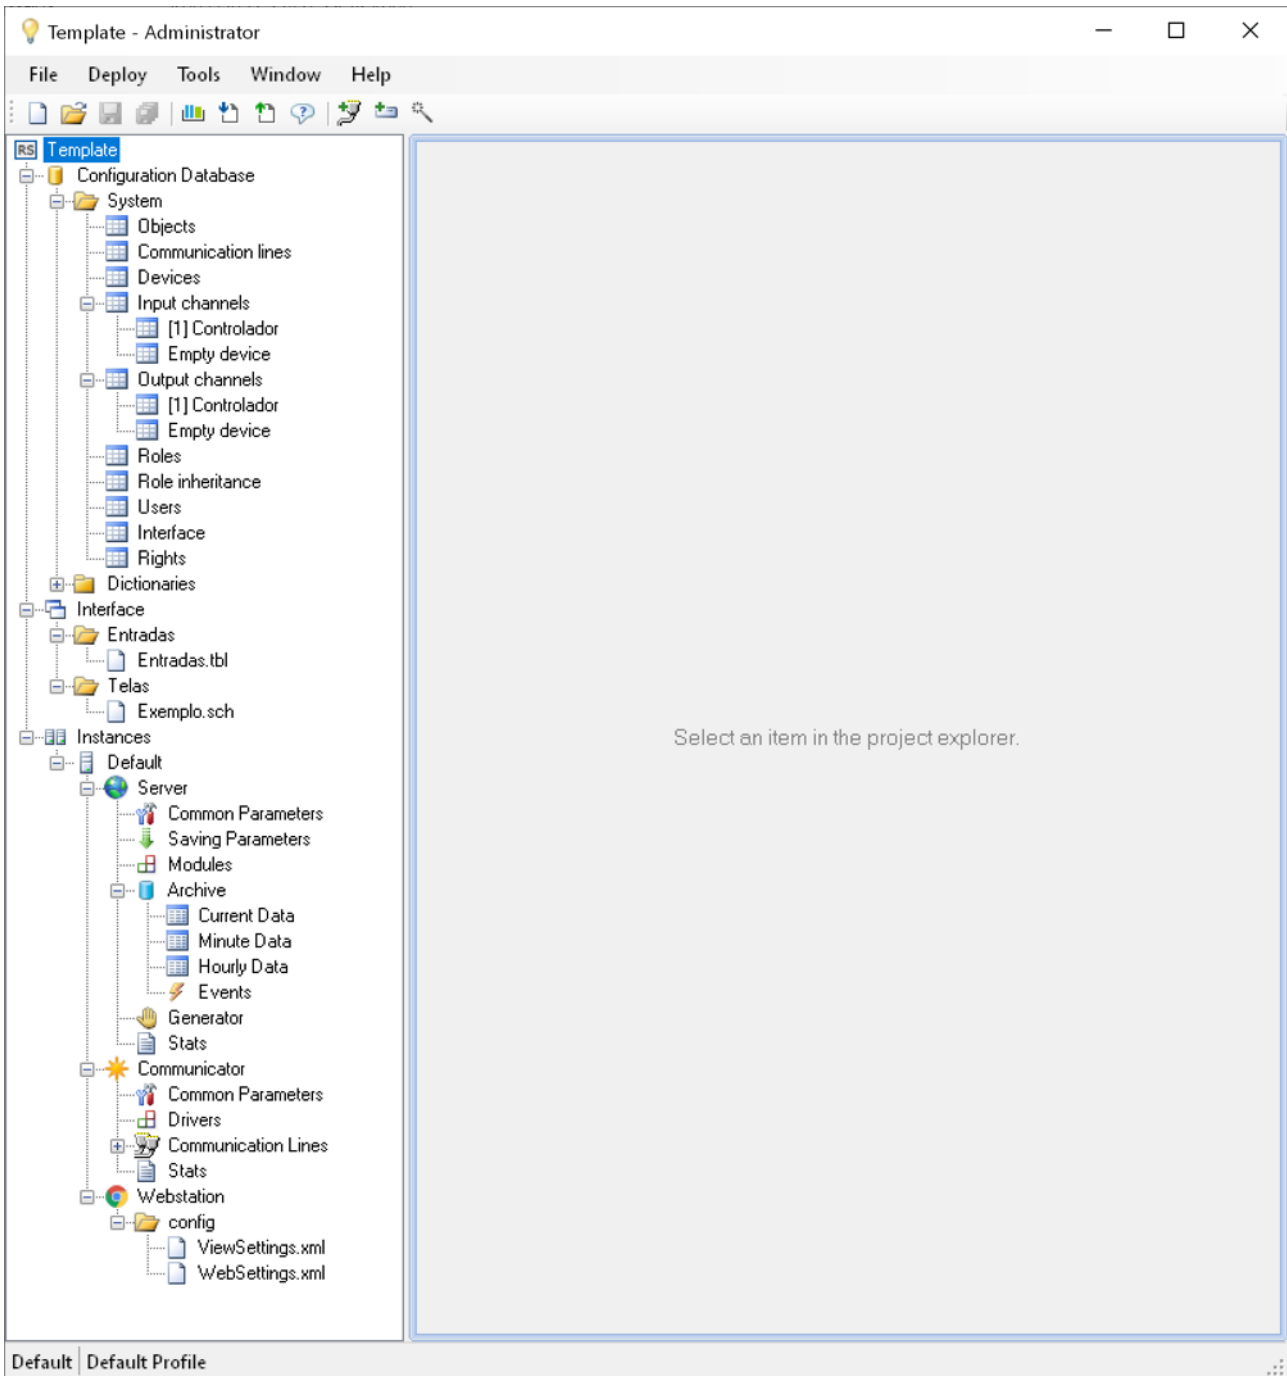 Template - Administrator
File Deploy Tools Window Help
RS Template
Configuration Database
System
Objects
Communication lines
Devices
Input channels
[1] Controlador
Empty device
Output channels
[1] Controlador
Empty device
Roles
Role inheritance
Users
Interface
Rights
Dictionaries
Interface
Entradas
Entradas.tbl
Telas
Exemplo.sch
Instances
Default
Server
Common Parameters
Saving Parameters
Modules
Archive
Current Data
Minute Data
Hourly Data
Events
Generator
Stats
Communicator
Common Parameters
Drivers
Communication Lines
Stats
Webstation
config
ViewSettings.xml
WebSettings.xml
Select an item in the project explorer.
Default Default Profile